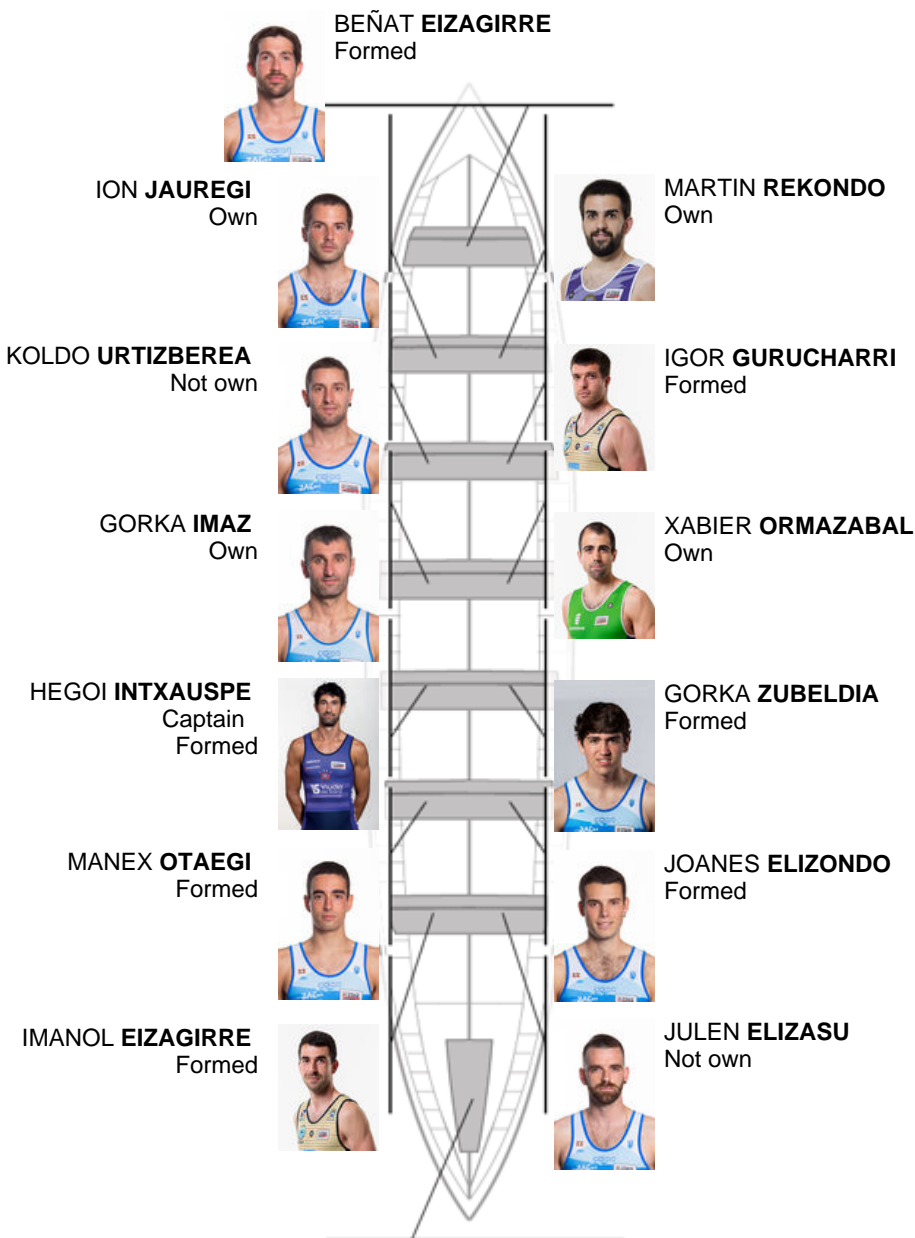 BEÑAT EIZAGIRRE
Formed
ION JAUREGI
Own
MARTIN REKONDO
Own
KOLDO URTIZBEREA
Not own
IGOR GURUCHARRI
Formed
GORKA IMAZ
Own
XABIER ORMAZABAL
Own
HEGOI INTXAUSPE
Captain
Formed
GORKA ZUBELDIA
Formed
MANEX OTAEGI
Formed
JOANES ELIZONDO
Formed
IMANOL EIZAGIRRE
Formed
JULEN ELIZASU
Not own